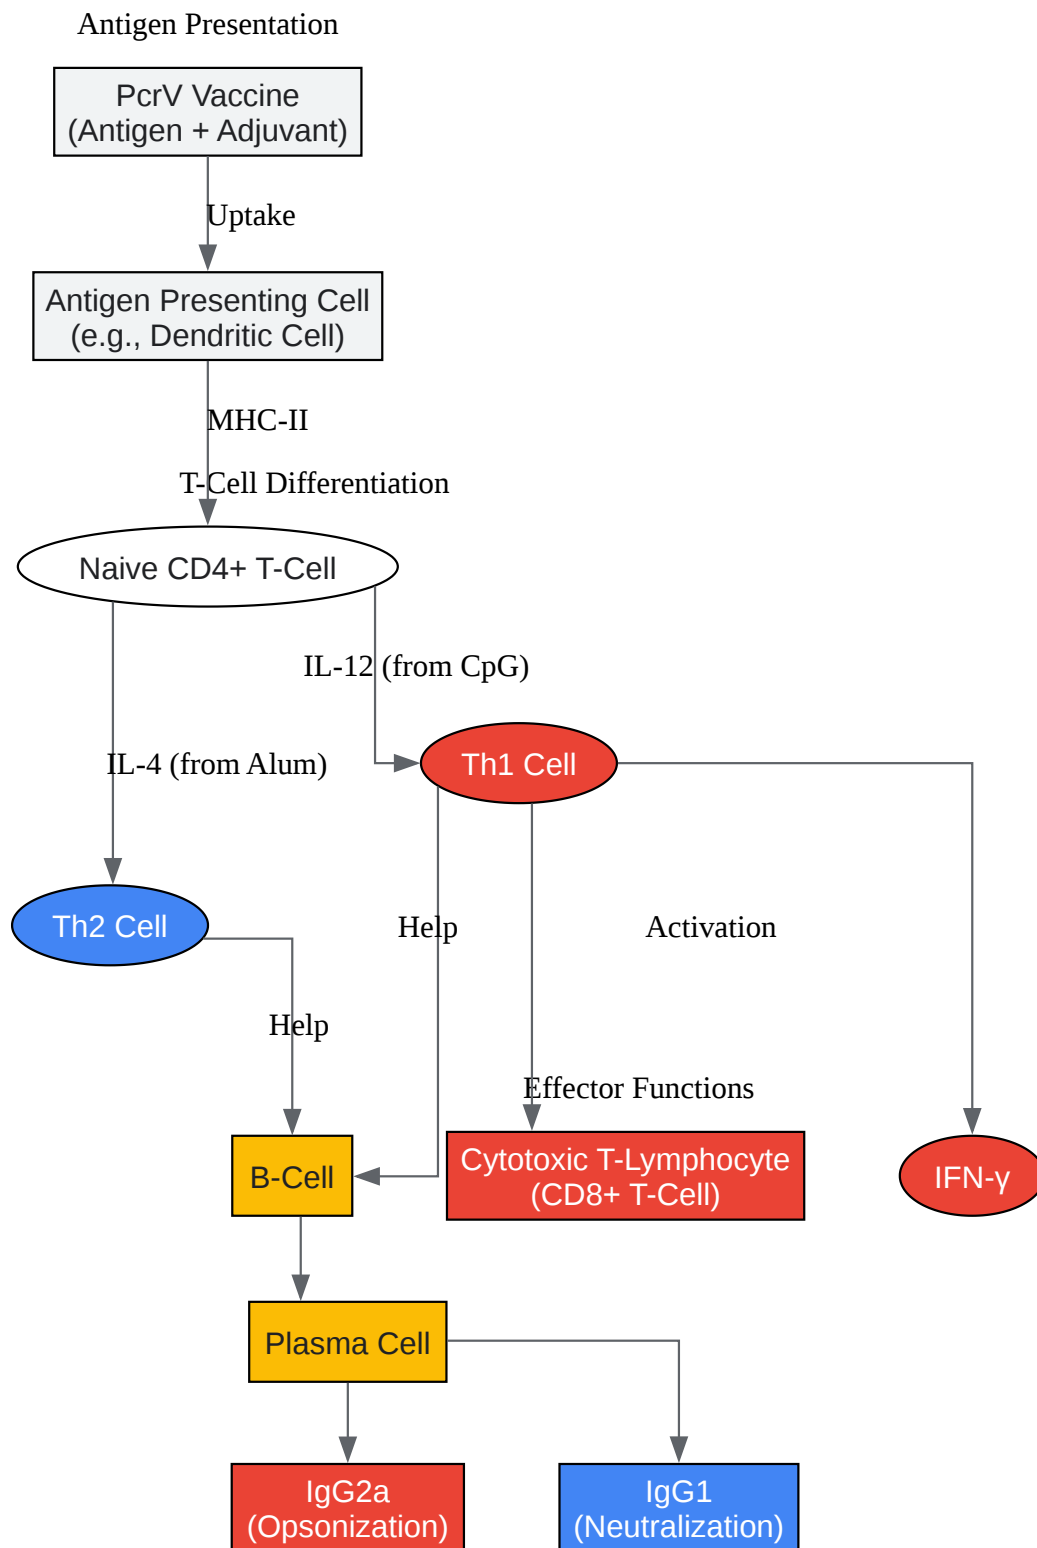 Antigen Presentation
PcrV Vaccine
(Antigen + Adjuvant)
Uptake
Antigen Presenting Cell
(e.g., Dendritic Cell)
MHC-II
T-Cell Differentiation
Naive CD4+ T-Cell
IL-12 (from CpG)
IL-4 (from Alum)
Th1 Cell
Th2 Cell
Help
Activation
Help
Effector Functions
B-Cell
Cytotoxic T-Lymphocyte
(CD8+ T-Cell)
IFN-γ
Plasma Cell
IgG2a
(Opsonization)
IgG1
(Neutralization)